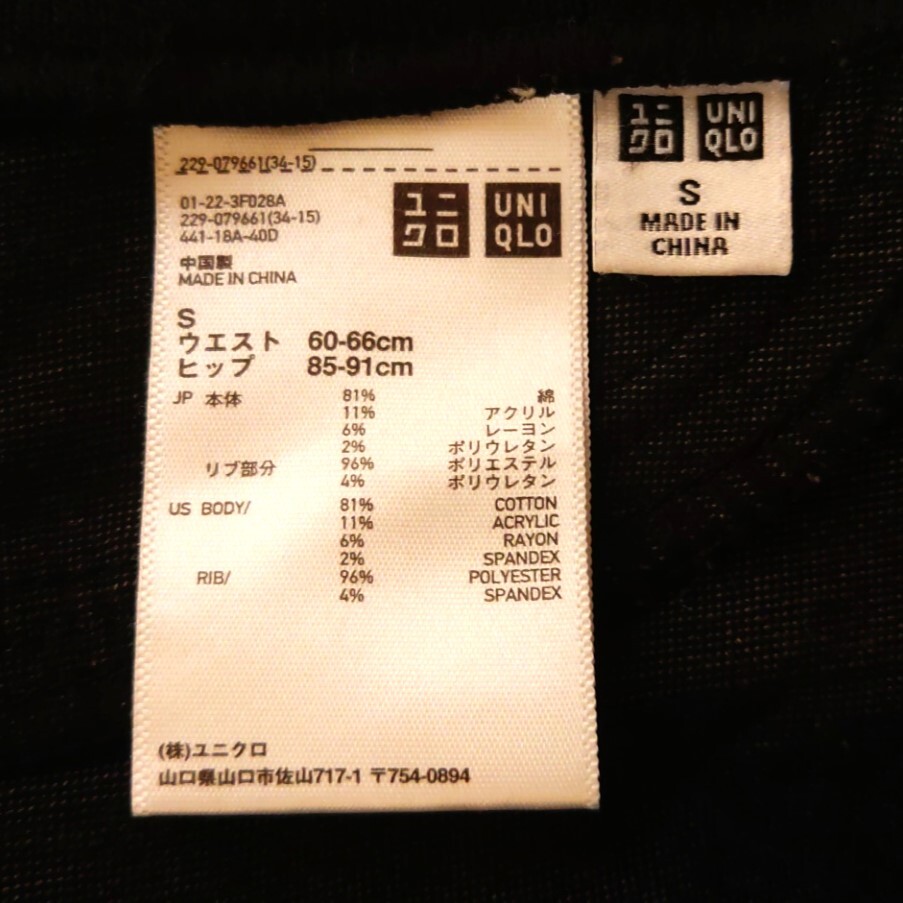 229-079661(34-15)
01-22-3F028A
229-079661(34-15)
441-18A-40D
ユニ
クロ
UNI
QLO
中国製
MADE IN CHINA
S
ウエスト 60-66cm
ヒップ 85-91cm
JP 本体 81% 綿
11% アクリル
6% レーヨン
2% ポリウレタン
リブ部分 96% ポリエステル
4% ポリウレタン
US BODY/ 81% COTTON
11% ACRYLIC
6% RAYON
2% SPANDEX
RIB/ 96% POLYESTER
4% SPANDEX
(株)ユニクロ
山口県山口市佐山717-1 〒754-0894
ユニ
クロ
UNI
QLO
S
MADE IN
CHINA